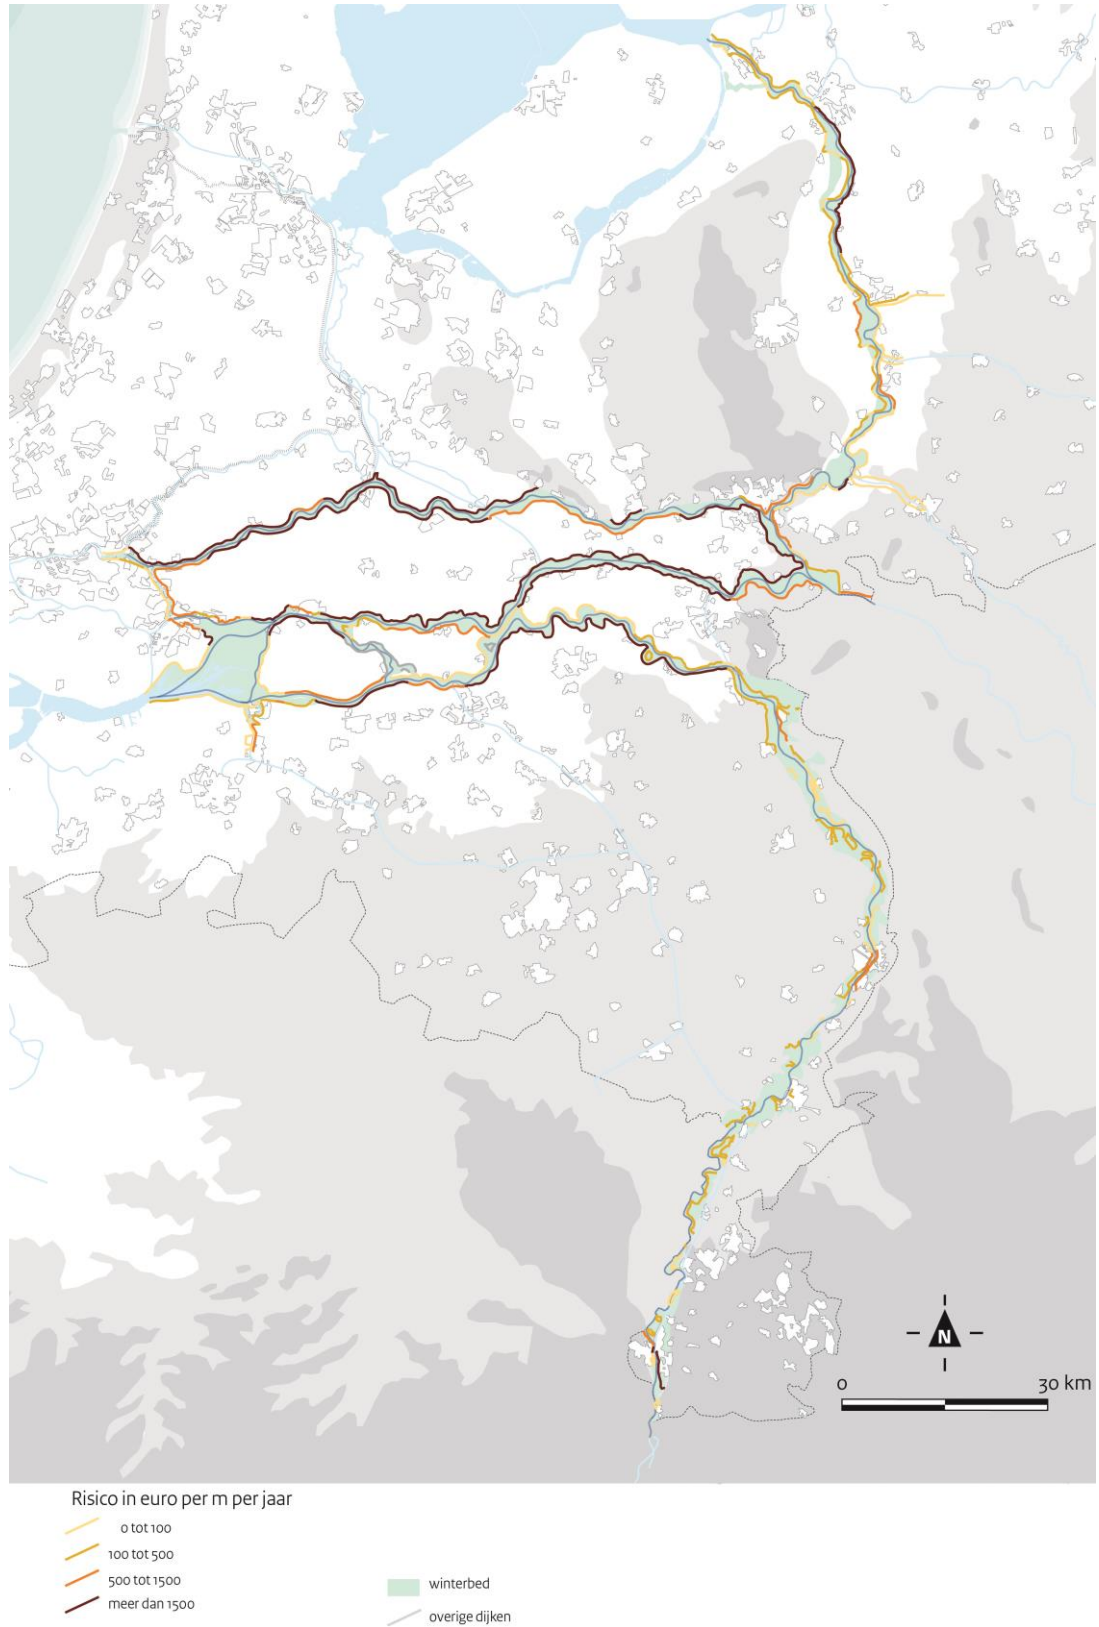 N
0 30 km
Risico in euro per m per jaar
0 tot 100
100 tot 500
500 tot 1500
meer dan 1500
winterbed
overige dijken